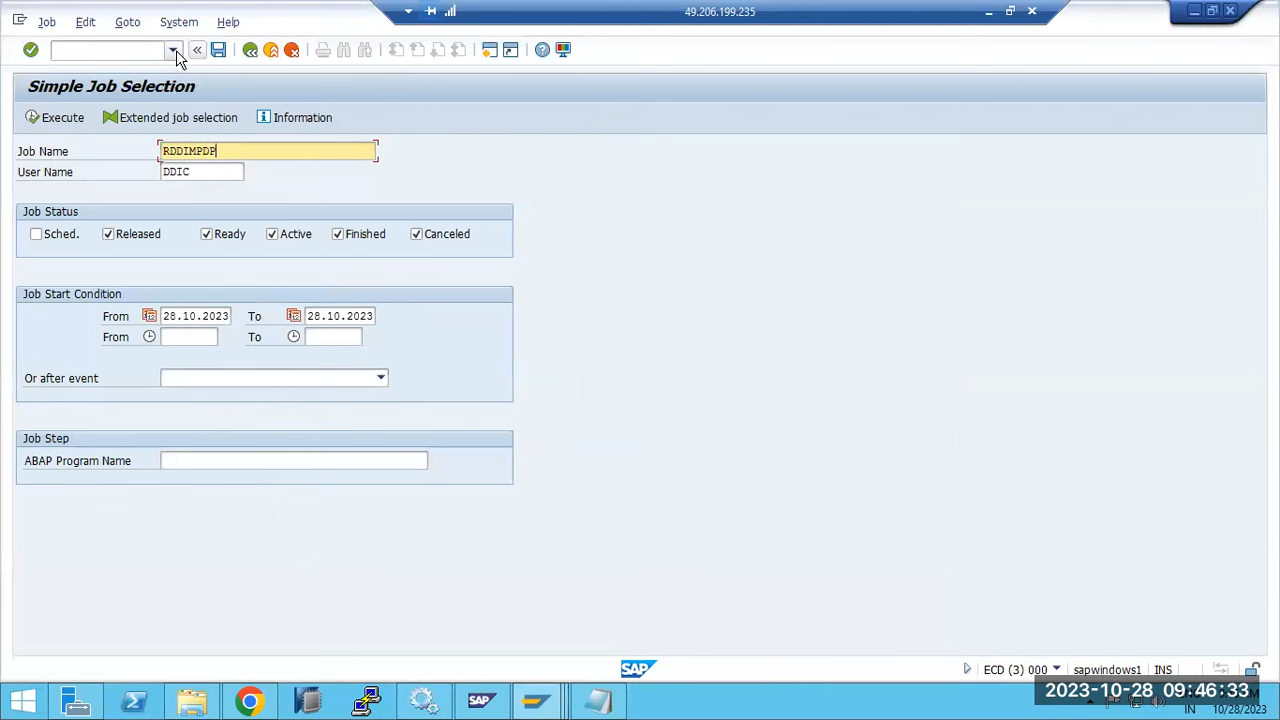 49.206.199.235
Job Edit Goto System Help
Simple Job Selection
Execute Extended job selection Information
Job Name RDDIMPDP
User Name DDIC
Job Status
Sched. Released Ready Active Finished Canceled
Job Start Condition
From 28.10.2023 To 28.10.2023
From To
Or after event
Job Step
ABAP Program Name
SAP
ECD (3) 000 sapwindows1 INS
SAP
2023-10-28 09:46:33
IN 10/28/2023